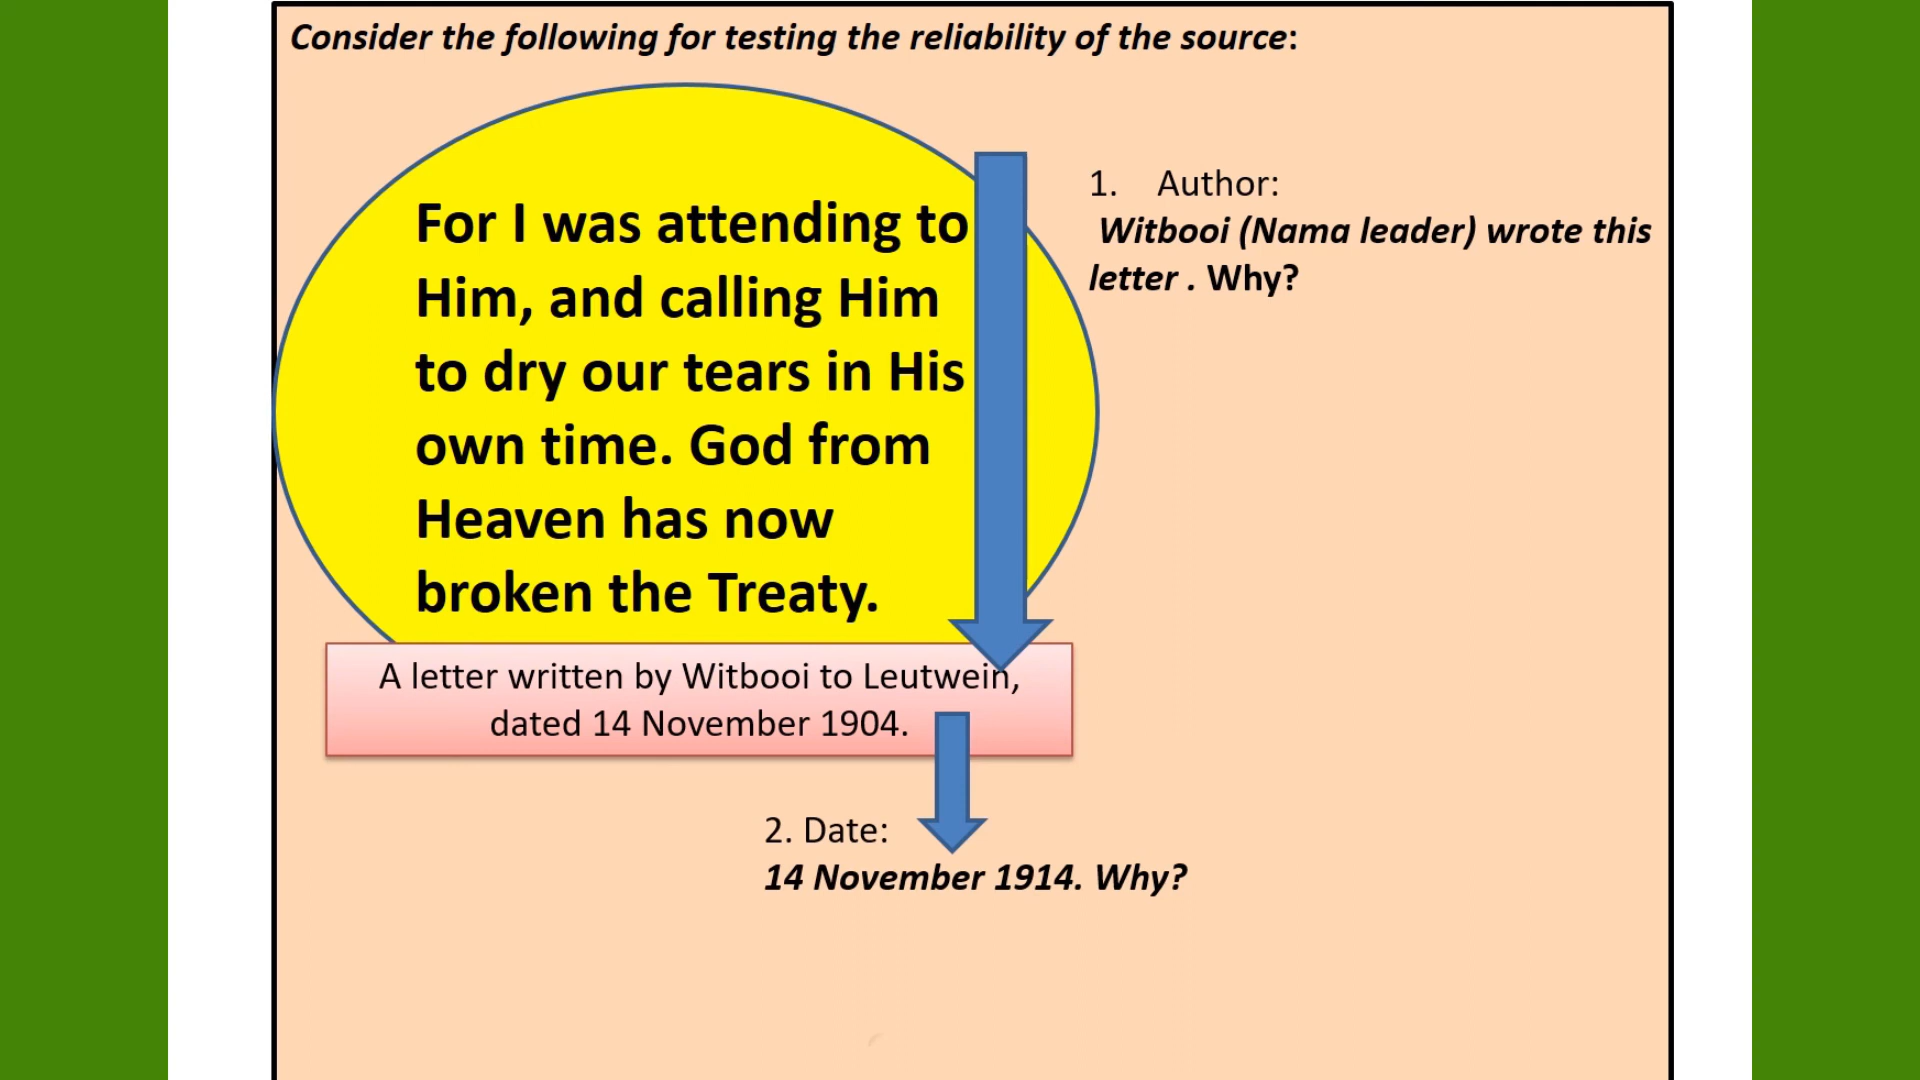 Consider the following for testing the reliability of the source:
For I was attending to
Him, and calling Him
to dry our tears in His
own time. God from
Heaven has now
broken the Treaty.
1. Author:
Witbooi (Nama leader) wrote this
letter . Why?
A letter written by Witbooi to Leutwein,
dated 14 November 1904.
2. Date:
14 November 1914. Why?